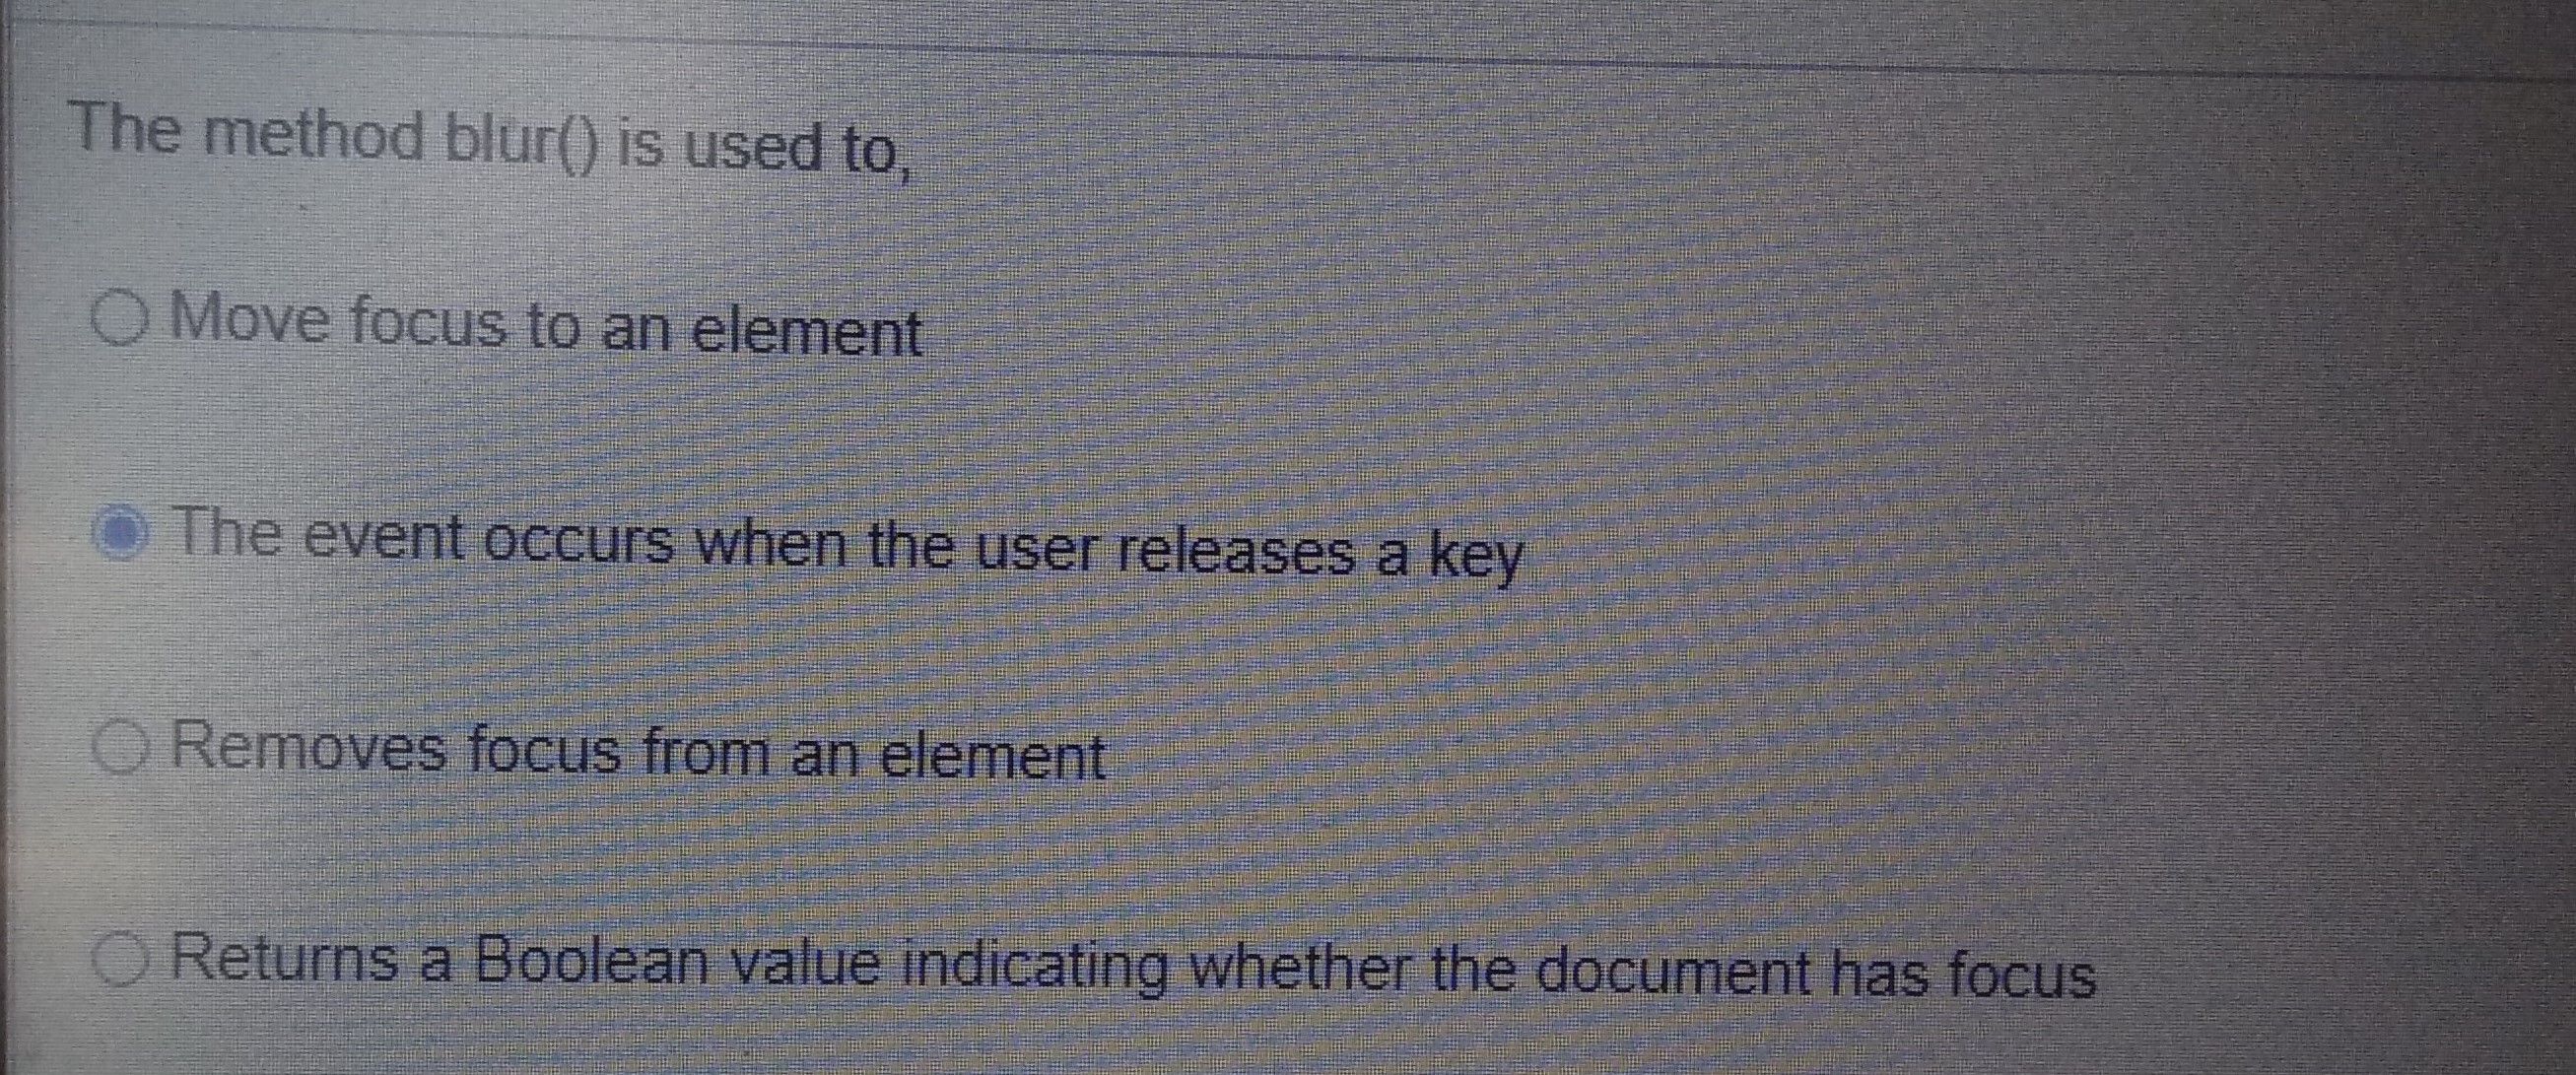 The method blur() is used to,
Move focus to an element
The event occurs when the user releases a key
Removes focus from an element
Returns a Boolean value indicating whether the document has focus